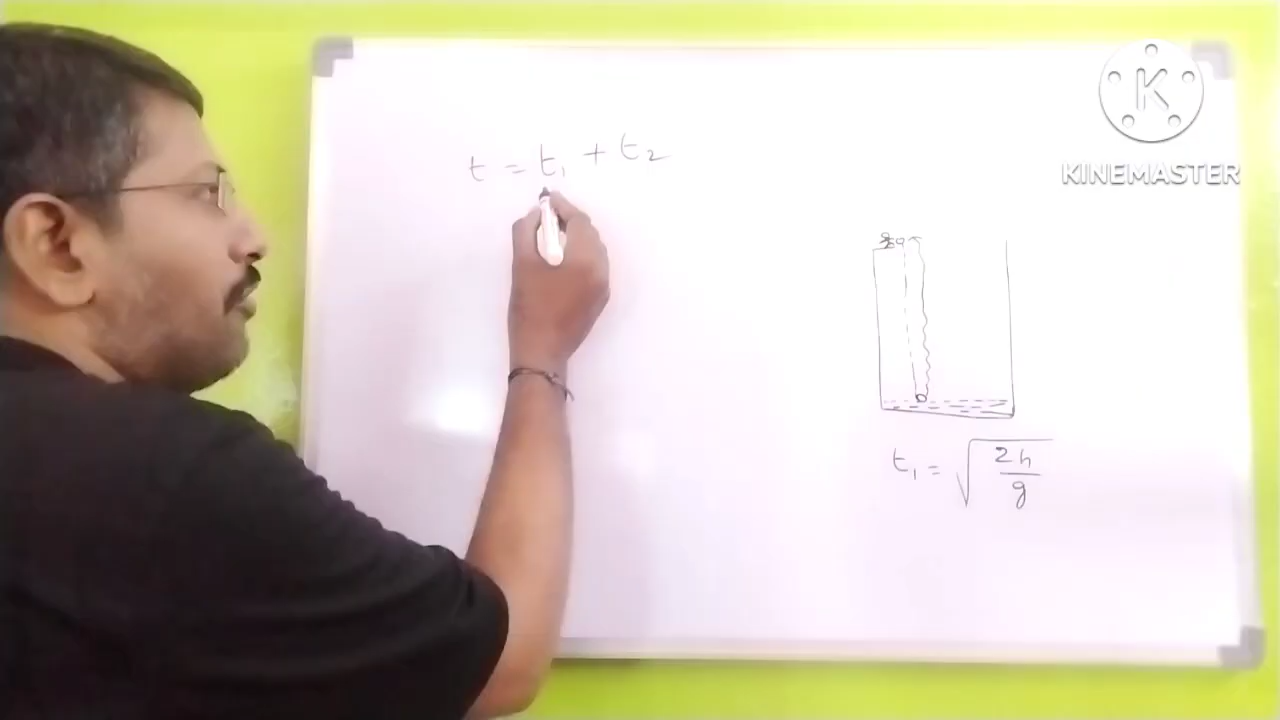 t = t₁ + t₂
K
KINEMASTER
t₁ = √(2h/g)